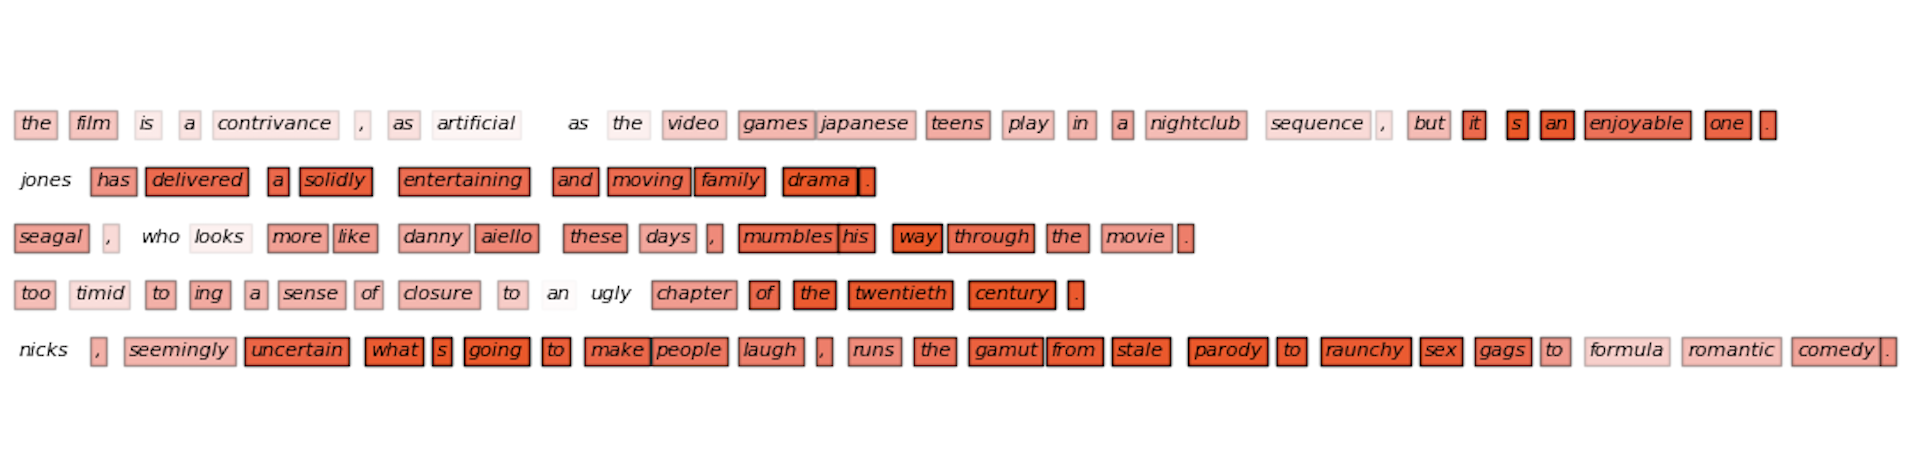 the film is a contrivance , as artificial as the video games japanese teens play in a nightclub sequence , but it s an enjoyable one .
jones has delivered a solidly entertaining and moving family drama .
seagal , who looks more like danny aiello these days , mumbles his way through the movie .
too timid to ing a sense of closure to an ugly chapter of the twentieth century .
nicks , seemingly uncertain what s going to make people laugh , runs the gamut from stale parody to raunchy sex gags to formula romantic comedy .